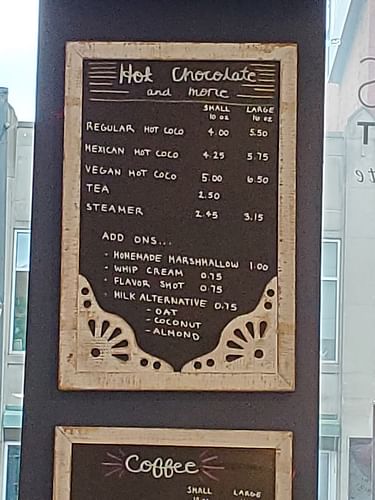 Hot Chocolate
and more
SMALL LARGE
10 oz 16 oz
REGULAR HOT COCO 4.00 5.50
MEXICAN HOT COCO 4.25 5.75
VEGAN HOT COCO 5.00 6.50
TEA 2.50
STEAMER 2.45 3.15
ADD ONS...
- HOMEMADE MARSHMALLOW 1.00
- WHIP CREAM 0.75
- FLAVOR SHOT 0.75
- MILK ALTERNATIVE 0.75
- OAT
- COCONUT
- ALMOND
Coffee
SMALL LARGE